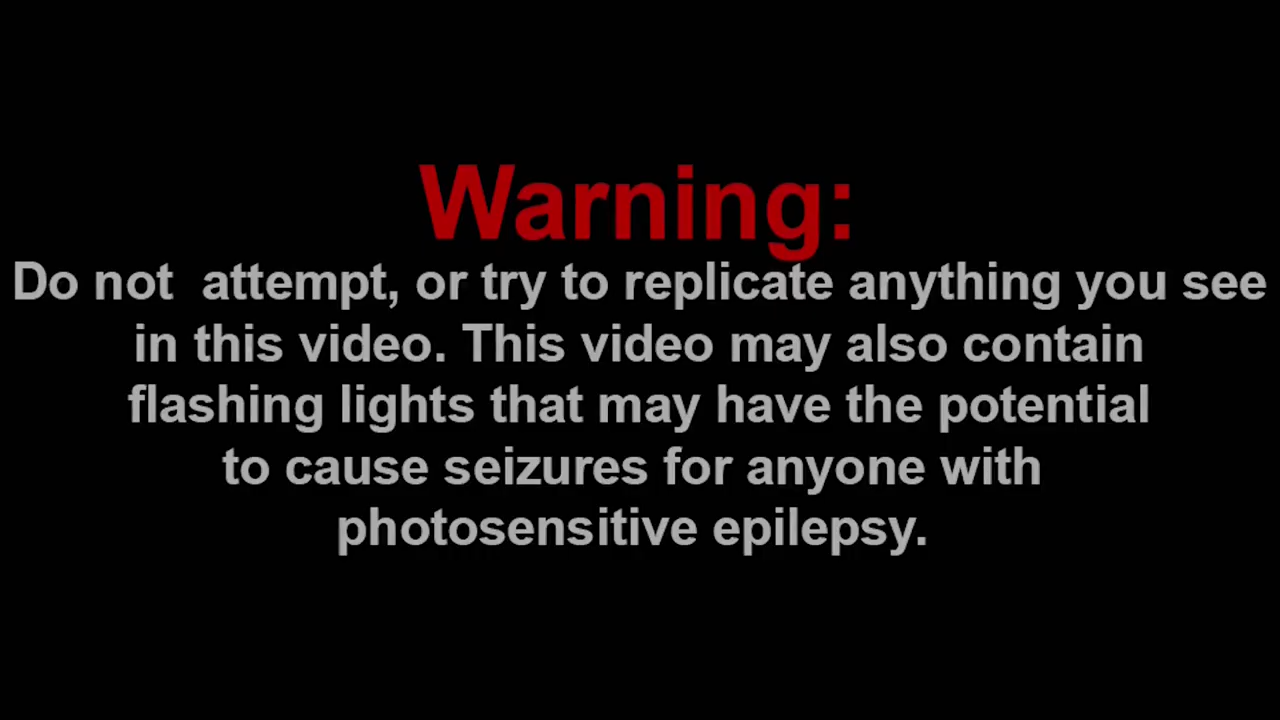 Warning:
Do not  attempt, or try to replicate anything you see
in this video. This video may also contain
flashing lights that may have the potential
to cause seizures for anyone with
photosensitive epilepsy.